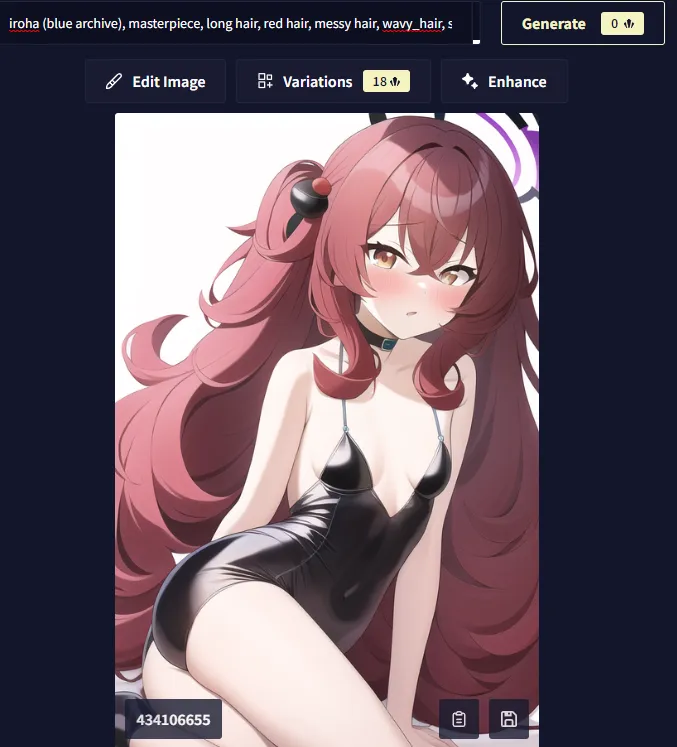 iroha (blue archive), masterpiece, long hair, red hair, messy hair, wavy_hair, s
Generate 0
Edit Image Variations 18 Enhance
434106655